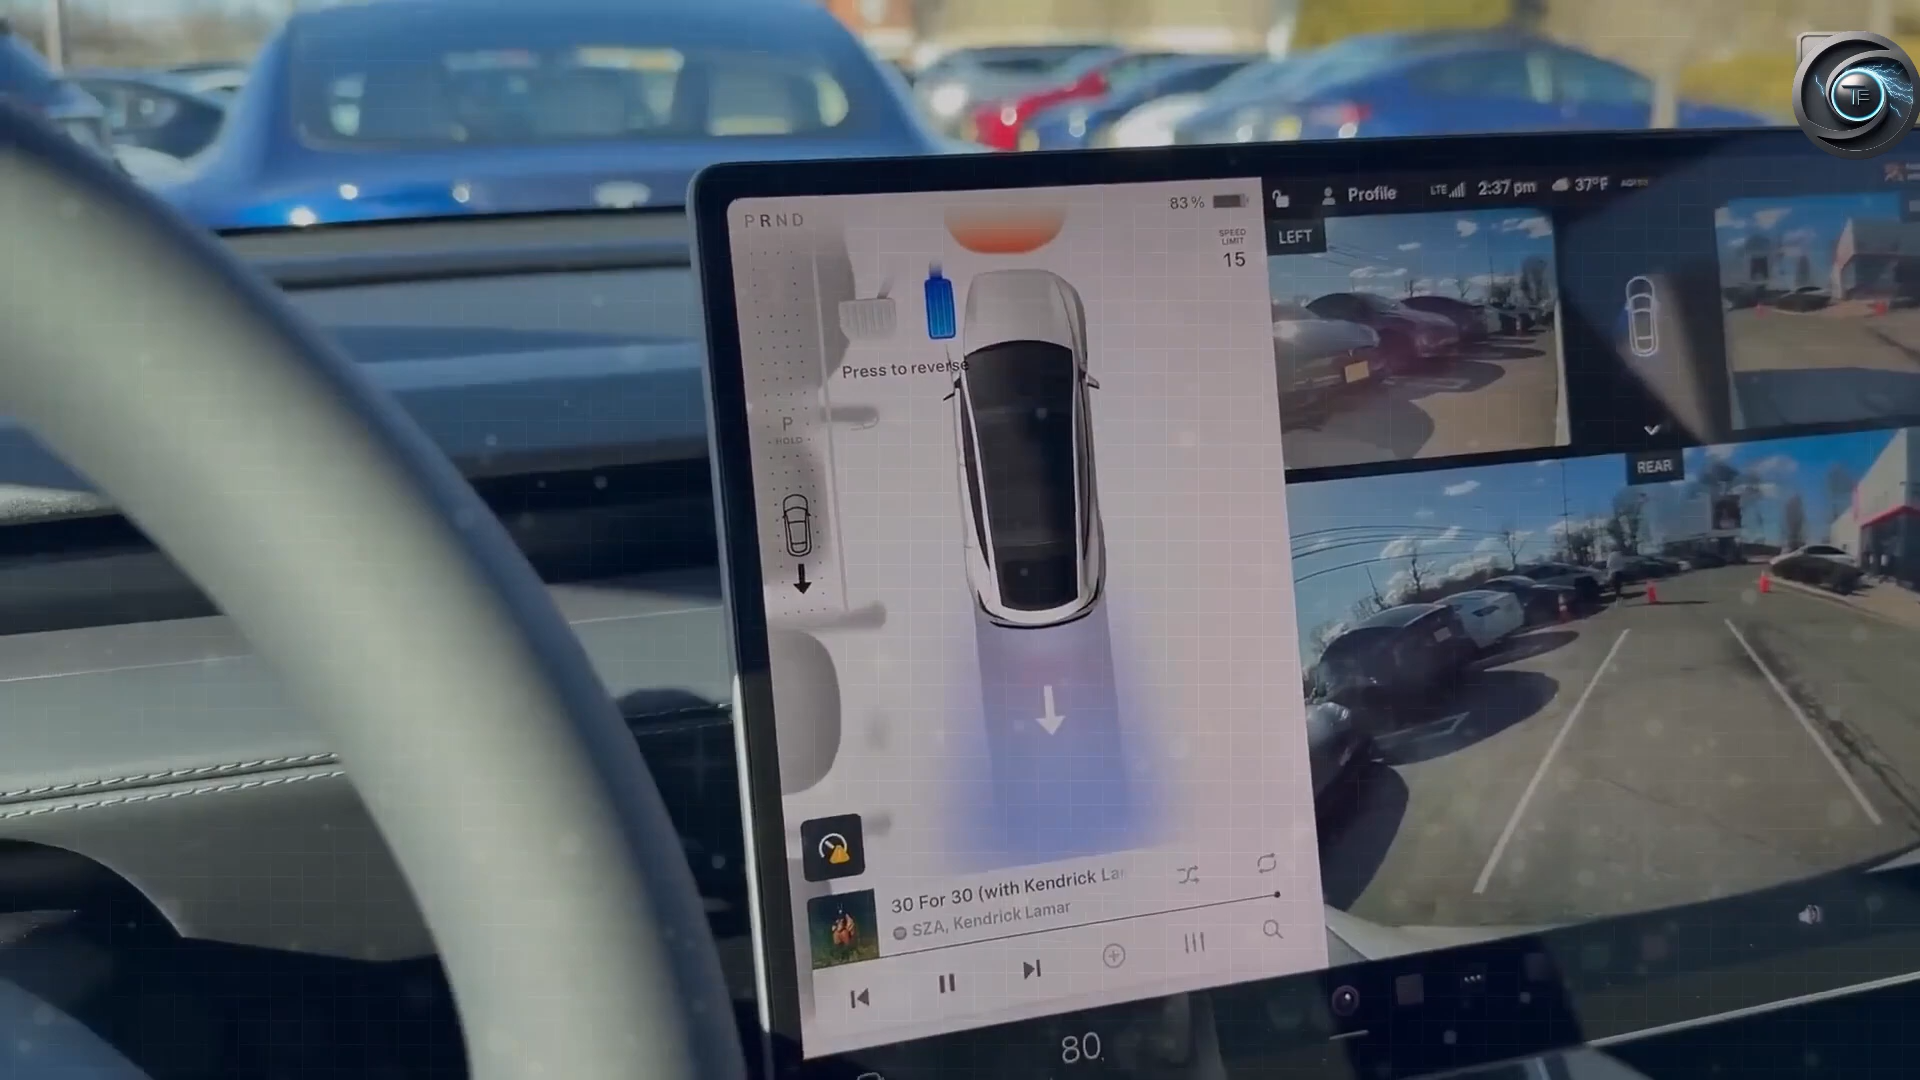 TE
PRND
83%
SPEED
LIMIT
15
Press to reverse
P
HOLD
30 For 30 (with Kendrick La
SZA, Kendrick Lamar
80
Profile
LTE
2:37 pm
37°F
LEFT
REAR